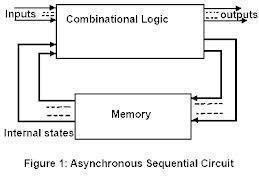 Inputs
Combinational Logic
outputs
Memory
Internal states
Figure 1: Asynchronous Sequential Circuit